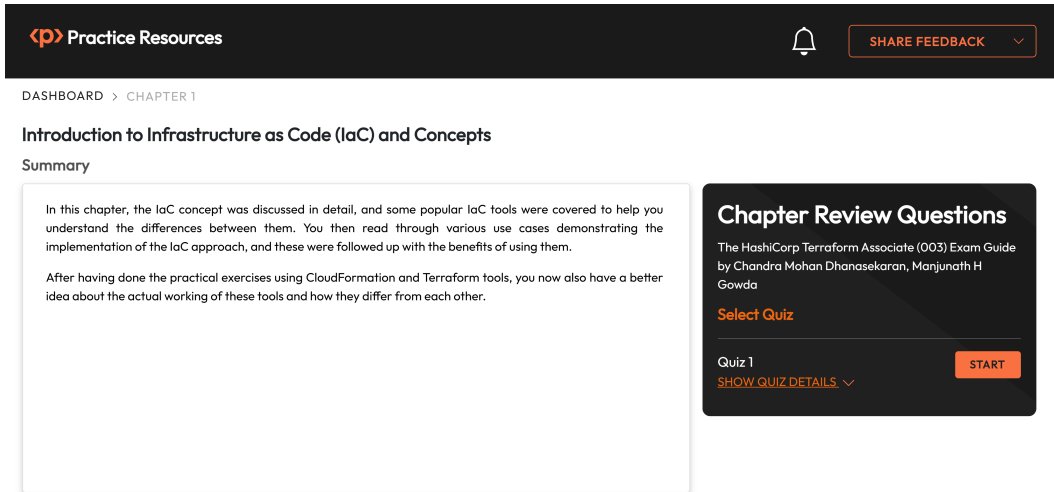 <p> Practice Resources
SHARE FEEDBACK
DASHBOARD > CHAPTER 1
Introduction to Infrastructure as Code (IaC) and Concepts
Summary
In this chapter, the IaC concept was discussed in detail, and some popular IaC tools were covered to help you
understand the differences between them. You then read through various use cases demonstrating the
implementation of the IaC approach, and these were followed up with the benefits of using them.
After having done the practical exercises using CloudFormation and Terraform tools, you now also have a better
idea about the actual working of these tools and how they differ from each other.
Chapter Review Questions
The HashiCorp Terraform Associate (003) Exam Guide
by Chandra Mohan Dhanasekaran, Manjunath H
Gowda
Select Quiz
Quiz 1
START
SHOW QUIZ DETAILS